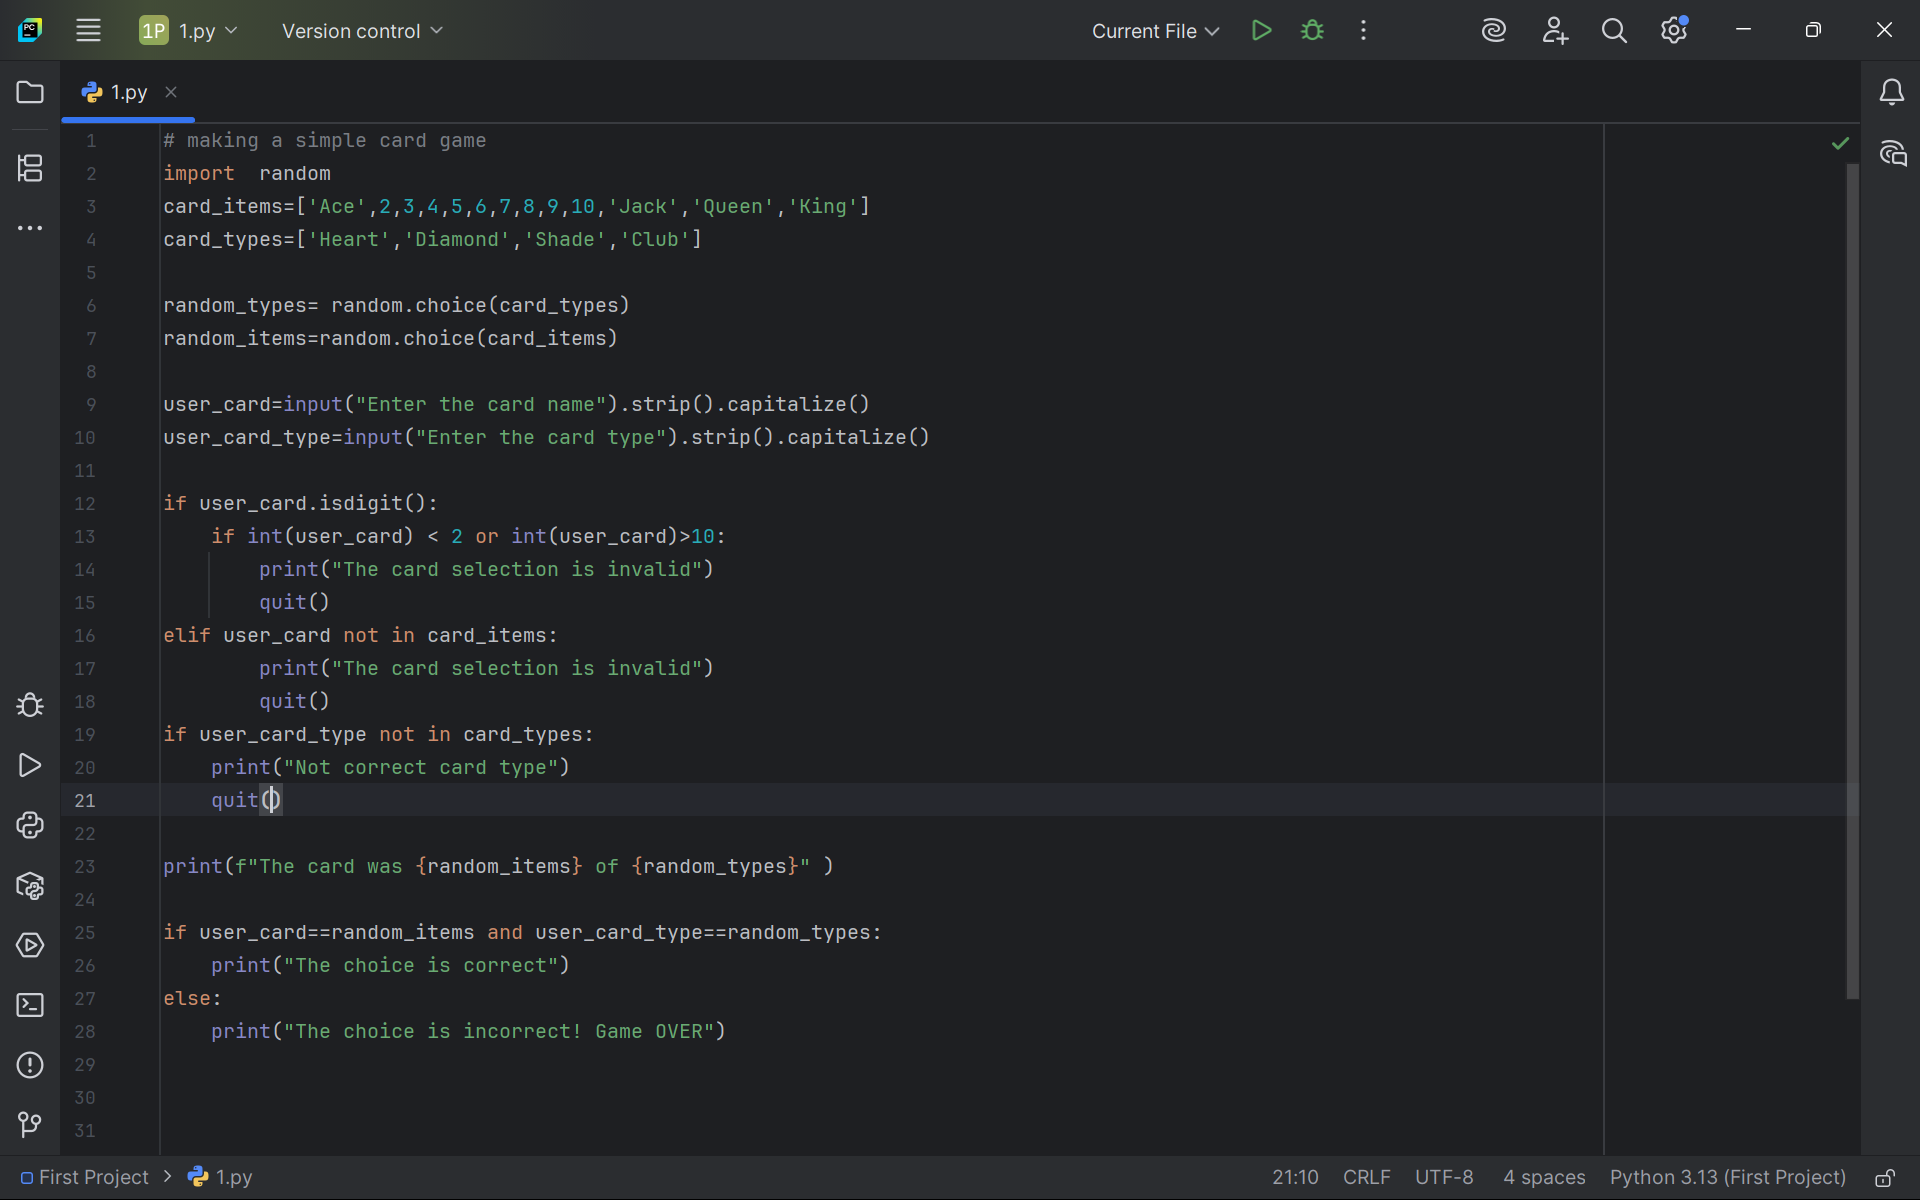 PC
1P 1.py
Version control
Current File
1.py
1 # making a simple card game
2 import  random
3 card_items=['Ace',2,3,4,5,6,7,8,9,10,'Jack','Queen','King']
4 card_types=['Heart','Diamond','Shade','Club']
5
6 random_types= random.choice(card_types)
7 random_items=random.choice(card_items)
8
9 user_card=input("Enter the card name").strip().capitalize()
10 user_card_type=input("Enter the card type").strip().capitalize()
11
12 if user_card.isdigit():
13     if int(user_card) < 2 or int(user_card)>10:
14         print("The card selection is invalid")
15         quit()
16 elif user_card not in card_items:
17         print("The card selection is invalid")
18         quit()
19 if user_card_type not in card_types:
20     print("Not correct card type")
21     quit()
22
23 print(f"The card was {random_items} of {random_types}" )
24
25 if user_card==random_items and user_card_type==random_types:
26     print("The choice is correct")
27 else:
28     print("The choice is incorrect! Game OVER")
29
30
31
First Project > 1.py
21:10 CRLF UTF-8 4 spaces Python 3.13 (First Project)